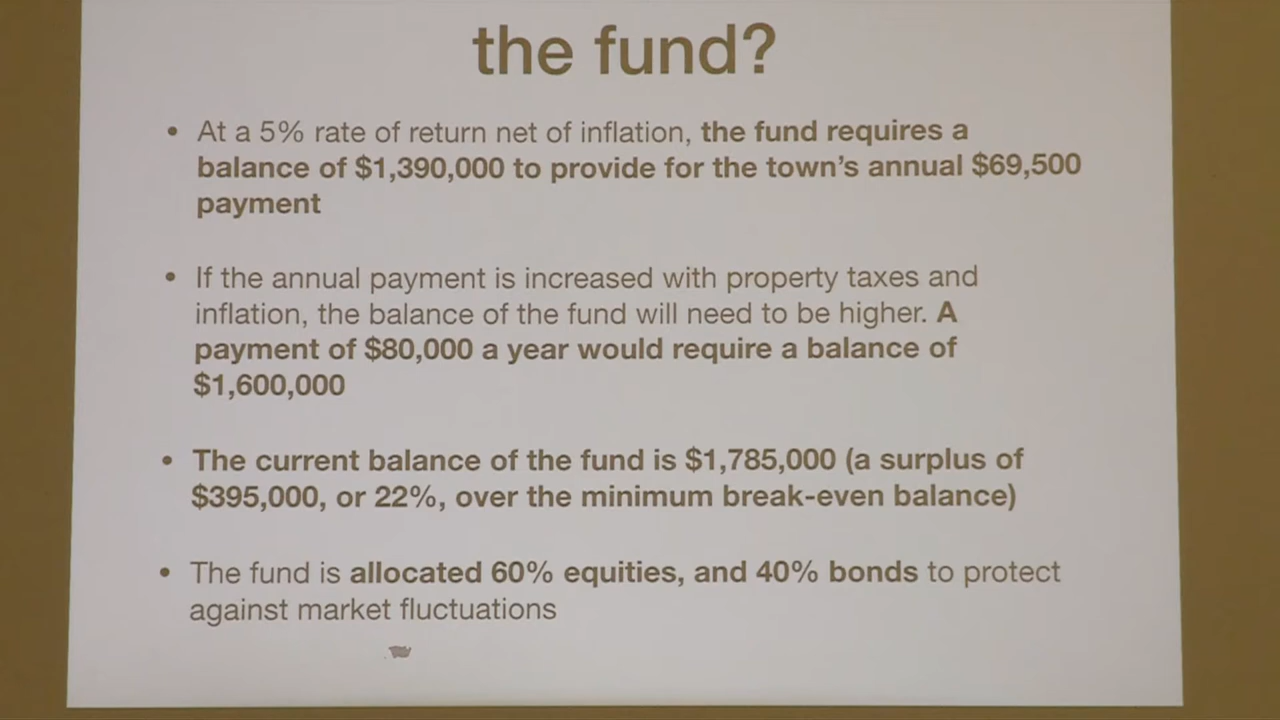 the fund?
• At a 5% rate of return net of inflation, the fund requires a
balance of $1,390,000 to provide for the town's annual $69,500
payment
• If the annual payment is increased with property taxes and
inflation, the balance of the fund will need to be higher. A
payment of $80,000 a year would require a balance of
$1,600,000
• The current balance of the fund is $1,785,000 (a surplus of
$395,000, or 22%, over the minimum break-even balance)
• The fund is allocated 60% equities, and 40% bonds to protect
against market fluctuations